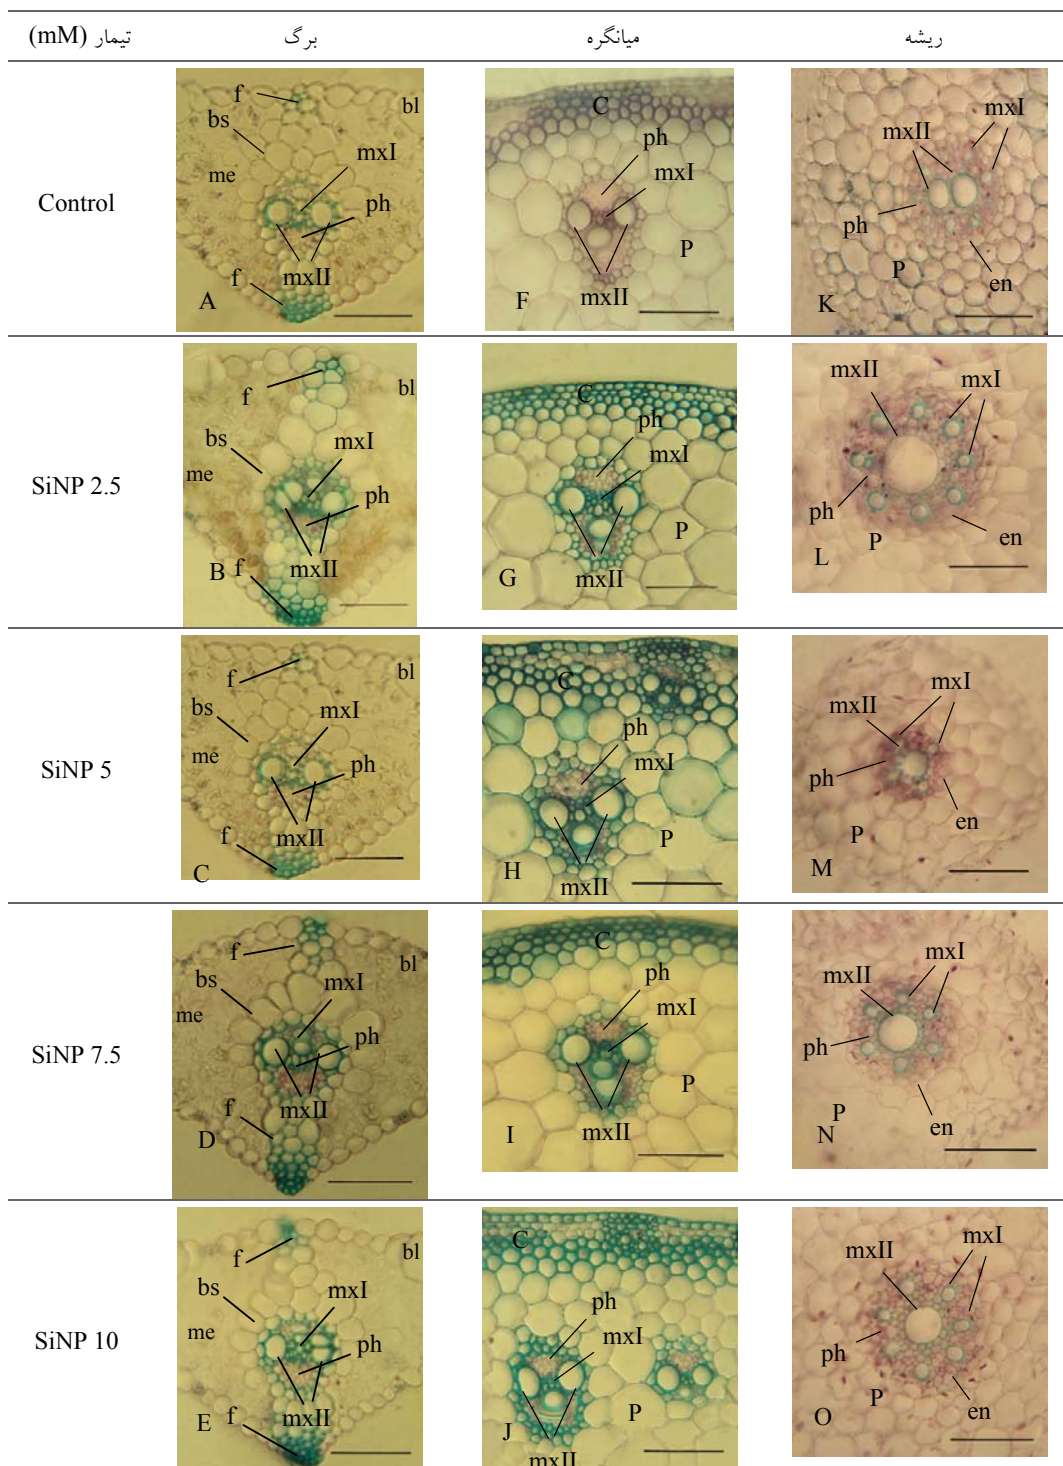 تیمار (mM) برگ میانگره ریشه
f bl bs mxI me ph mxII f A
C ph mxI P mxII F
mxII mxI ph P en K
Control
f bl bs mxI me ph mxII f B
C ph mxI P mxII G
mxII mxI ph P en L
SiNP 2.5
f bl bs mxI me ph mxII f C
C ph mxI P mxII H
mxI mxII ph P en M
SiNP 5
f bl bs mxI me ph mxII f D
C ph mxI P mxII I
mxI mxII ph P en N
SiNP 7.5
f bl bs mxI me ph mxII f E
C ph mxI P mxII J
mxII mxI ph P en O
SiNP 10